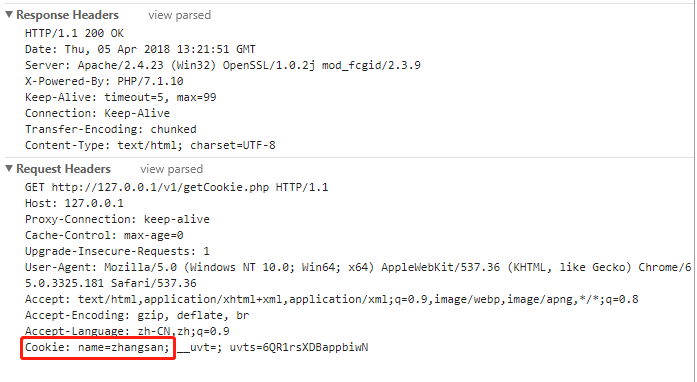 Response Headers view parsed
HTTP/1.1 200 OK
Date: Thu, 05 Apr 2018 13:21:51 GMT
Server: Apache/2.4.23 (Win32) OpenSSL/1.0.2j mod_fcgid/2.3.9
X-Powered-By: PHP/7.1.10
Keep-Alive: timeout=5, max=99
Connection: Keep-Alive
Transfer-Encoding: chunked
Content-Type: text/html; charset=UTF-8
Request Headers view parsed
GET http://127.0.0.1/v1/getCookie.php HTTP/1.1
Host: 127.0.0.1
Proxy-Connection: keep-alive
Cache-Control: max-age=0
Upgrade-Insecure-Requests: 1
User-Agent: Mozilla/5.0 (Windows NT 10.0; Win64; x64) AppleWebKit/537.36 (KHTML, like Gecko) Chrome/6
5.0.3325.181 Safari/537.36
Accept: text/html,application/xhtml+xml,application/xml;q=0.9,image/webp,image/apng,*/*;q=0.8
Accept-Encoding: gzip, deflate, br
Accept-Language: zh-CN,zh;q=0.9
Cookie: name=zhangsan; __uvt=; uvts=6QR1rsXDBappbiwN